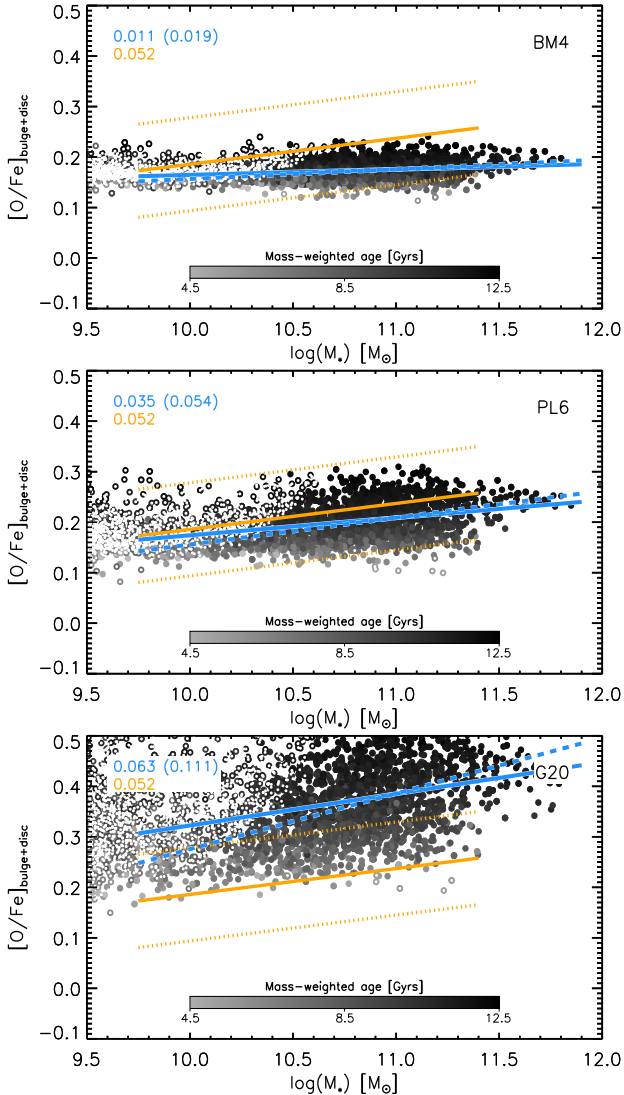 0.5
0.011 (0.019)
BM4
0.052
0.4
0.3
0.2
0.1
0.0
−0.1
[O/Fe]bulge+disc
Mass−weighted age [Gyrs]
4.5 8.5 12.5
9.5 10.0 10.5 11.0 11.5 12.0
log(M⁎) [M⊙]
0.5
0.035 (0.054)
PL6
0.052
0.4
0.3
0.2
0.1
0.0
−0.1
[O/Fe]bulge+disc
Mass−weighted age [Gyrs]
4.5 8.5 12.5
9.5 10.0 10.5 11.0 11.5 12.0
log(M⁎) [M⊙]
0.5
0.063 (0.111)
G20
0.052
0.4
0.3
0.2
0.1
0.0
−0.1
[O/Fe]bulge+disc
Mass−weighted age [Gyrs]
4.5 8.5 12.5
9.5 10.0 10.5 11.0 11.5 12.0
log(M⁎) [M⊙]